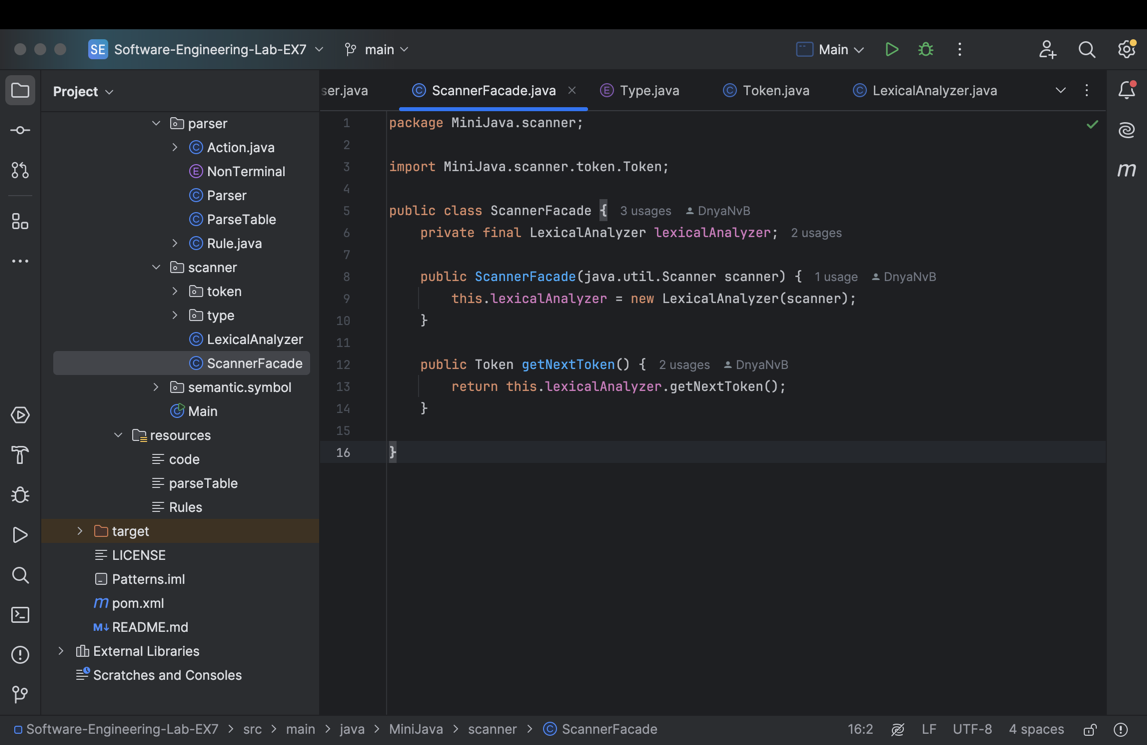 SE Software-Engineering-Lab-EX7 main Main
Project
ser.java ScannerFacade.java Type.java Token.java LexicalAnalyzer.java
parser
Action.java
NonTerminal
Parser
ParseTable
Rule.java
scanner
token
type
LexicalAnalyzer
ScannerFacade
semantic.symbol
Main
resources
code
parseTable
Rules
target
LICENSE
Patterns.iml
m pom.xml
M↓ README.md
External Libraries
Scratches and Consoles
1 package MiniJava.scanner;
2
3 import MiniJava.scanner.token.Token;
4
5 public class ScannerFacade { 3 usages DnyaNvB
6 private final LexicalAnalyzer lexicalAnalyzer; 2 usages
7
8 public ScannerFacade(java.util.Scanner scanner) { 1 usage DnyaNvB
9 this.lexicalAnalyzer = new LexicalAnalyzer(scanner);
10 }
11
12 public Token getNextToken() { 2 usages DnyaNvB
13 return this.lexicalAnalyzer.getNextToken();
14 }
15
16 }
m
Software-Engineering-Lab-EX7 > src > main > java > MiniJava > scanner > ScannerFacade 16:2 LF UTF-8 4 spaces